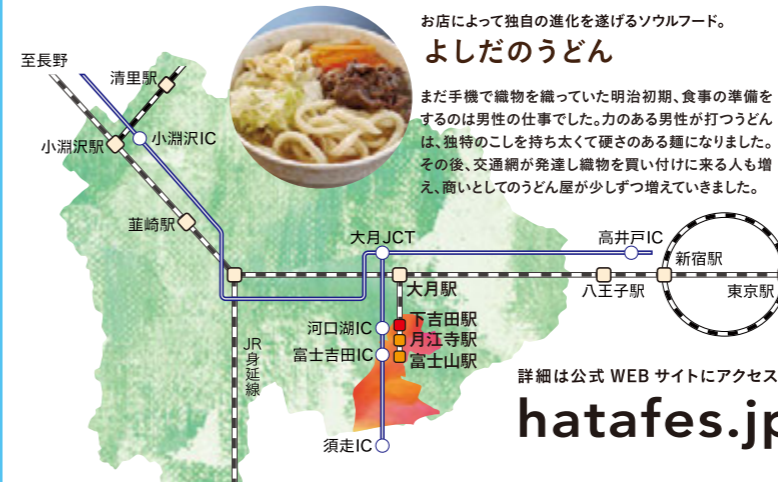 お店によって独自の進化を遂げるソウルフード。
よしだのうどん
まだ手機で織物を織っていた明治初期、食事の準備を
するのは男性の仕事でした。力のある男性が打つうどん
は、独特のこしを持ち太くて硬さのある麺になりました。
その後、交通網が発達し織物を買い付けに来る人も増
え、商いとしてのうどん屋が少しずつ増えていきました。
至長野
清里駅
小淵沢駅
小淵沢IC
韮崎駅
大月JCT
高井戸IC
新宿駅
大月駅
八王子駅
東京駅
河口湖IC
下吉田駅
月江寺駅
富士吉田IC
富士山駅
JR身延線
須走IC
詳細は公式 WEB サイトにアクセス
hatafes.jp